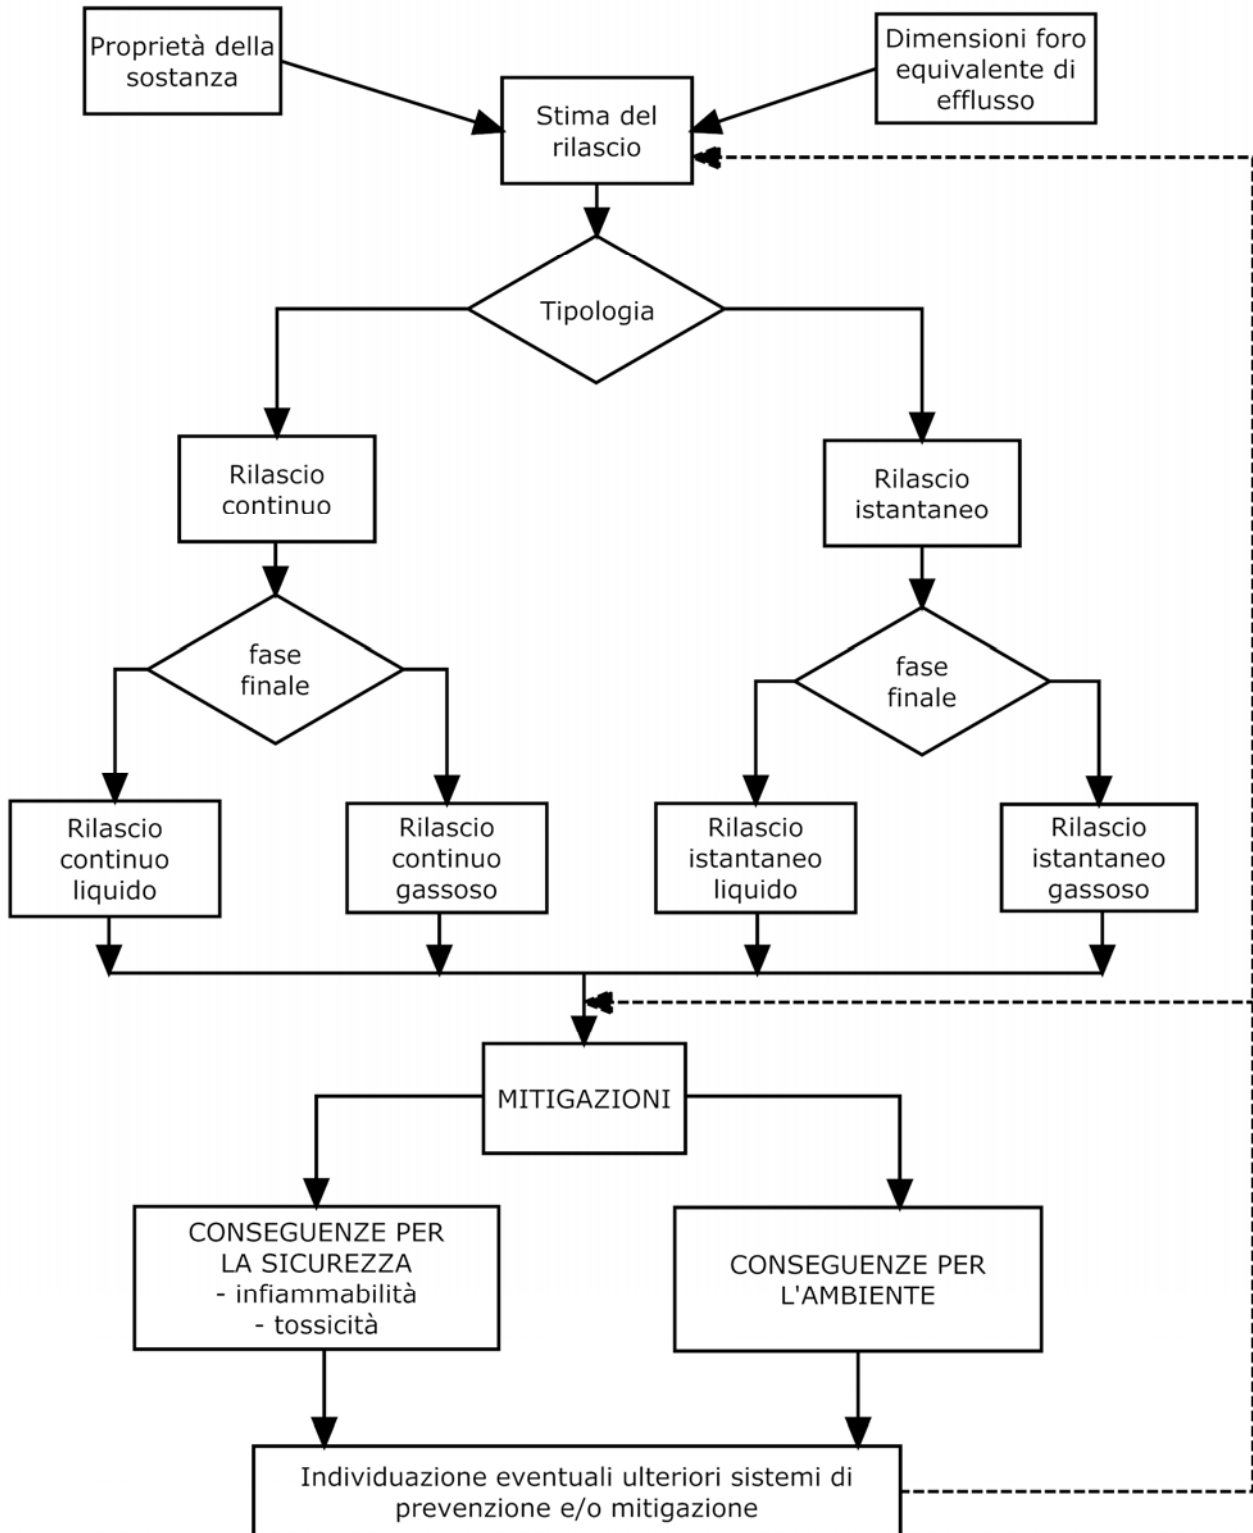 Proprietà della
sostanza
Dimensioni foro
equivalente di
efflusso
Stima del
rilascio
Tipologia
Rilascio
continuo
Rilascio
istantaneo
fase
finale
fase
finale
Rilascio
continuo
liquido
Rilascio
continuo
gassoso
Rilascio
istantaneo
liquido
Rilascio
istantaneo
gassoso
MITIGAZIONI
CONSEGUENZE PER
LA SICUREZZA
- infiammabilità
- tossicità
CONSEGUENZE PER
L'AMBIENTE
Individuazione eventuali ulteriori sistemi di
prevenzione e/o mitigazione